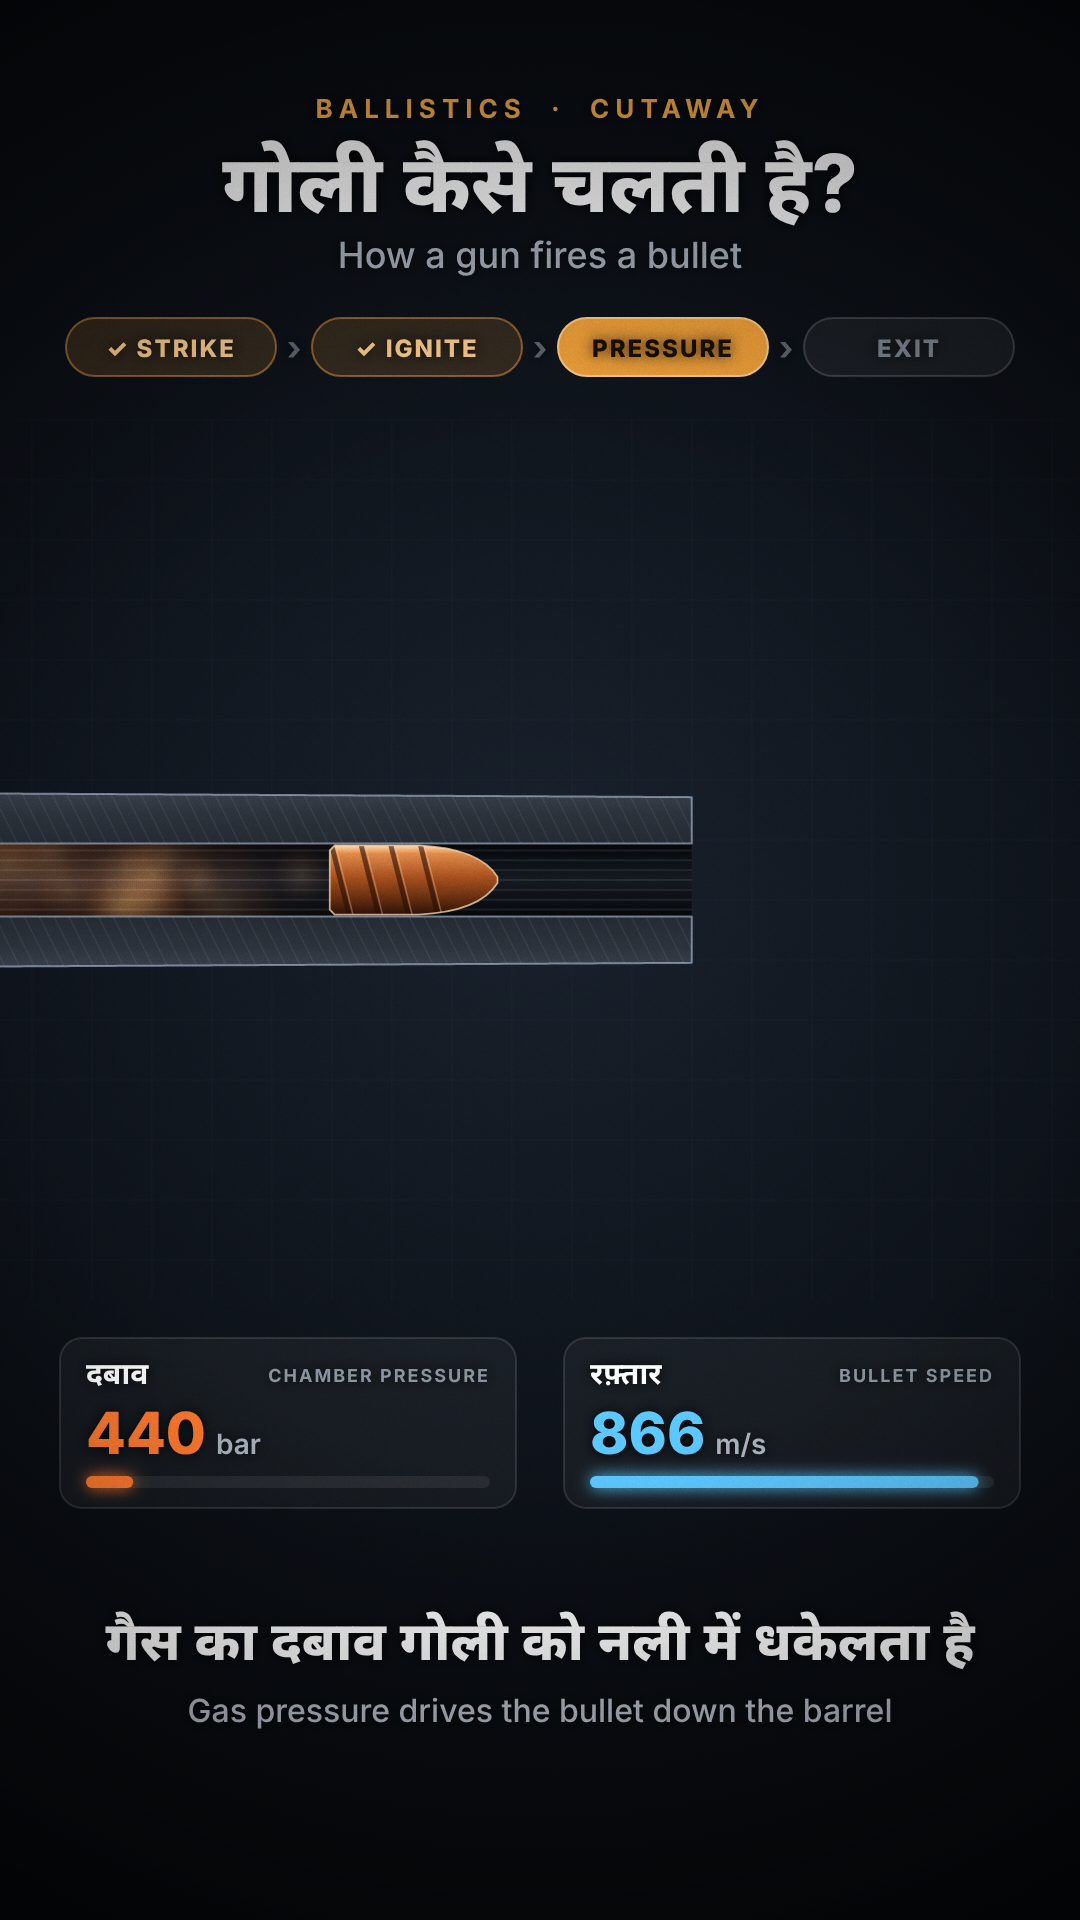 BALLISTICS · CUTAWAY
गोली कैसे चलती है?
How a gun fires a bullet
✓ STRIKE › ✓ IGNITE › PRESSURE › EXIT
दबाव CHAMBER PRESSURE
440 bar
रफ़्तार BULLET SPEED
866 m/s
गैस का दबाव गोली को नली में धकेलता है
Gas pressure drives the bullet down the barrel